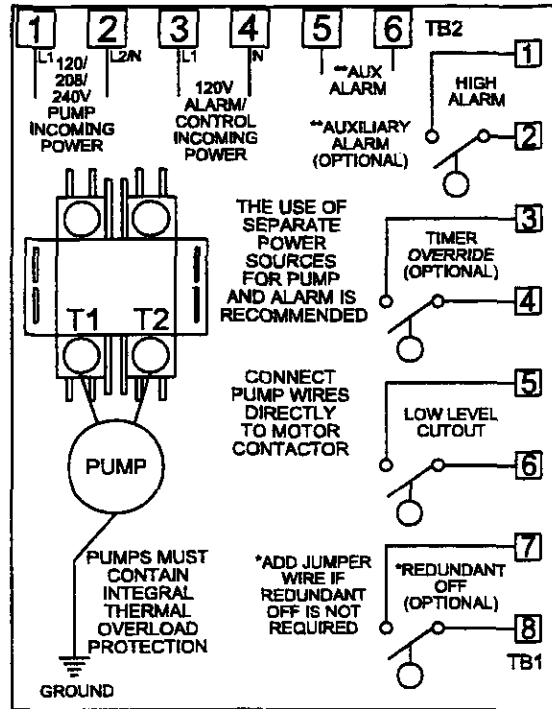 1 2 3 4 5 6 TB2
L1 L2/N L1 N
120/
208/
240V
PUMP
INCOMING
POWER
120V
ALARM/
CONTROL
INCOMING
POWER
**AUX
ALARM
**AUXILIARY
ALARM
(OPTIONAL)
1
HIGH
ALARM
2
THE USE OF
SEPARATE
POWER
SOURCES
FOR PUMP
AND ALARM IS
RECOMMENDED
3
TIMER
OVERRIDE
(OPTIONAL)
4
T1 T2
CONNECT
PUMP WIRES
DIRECTLY
TO MOTOR
CONTACTOR
5
LOW LEVEL
CUTOUT
6
PUMP
PUMPS MUST
CONTAIN
INTEGRAL
THERMAL
OVERLOAD
PROTECTION
GROUND
*ADD JUMPER
WIRE IF
REDUNDANT
OFF IS NOT
REQUIRED
7
*REDUNDANT
OFF
(OPTIONAL)
8
TB1